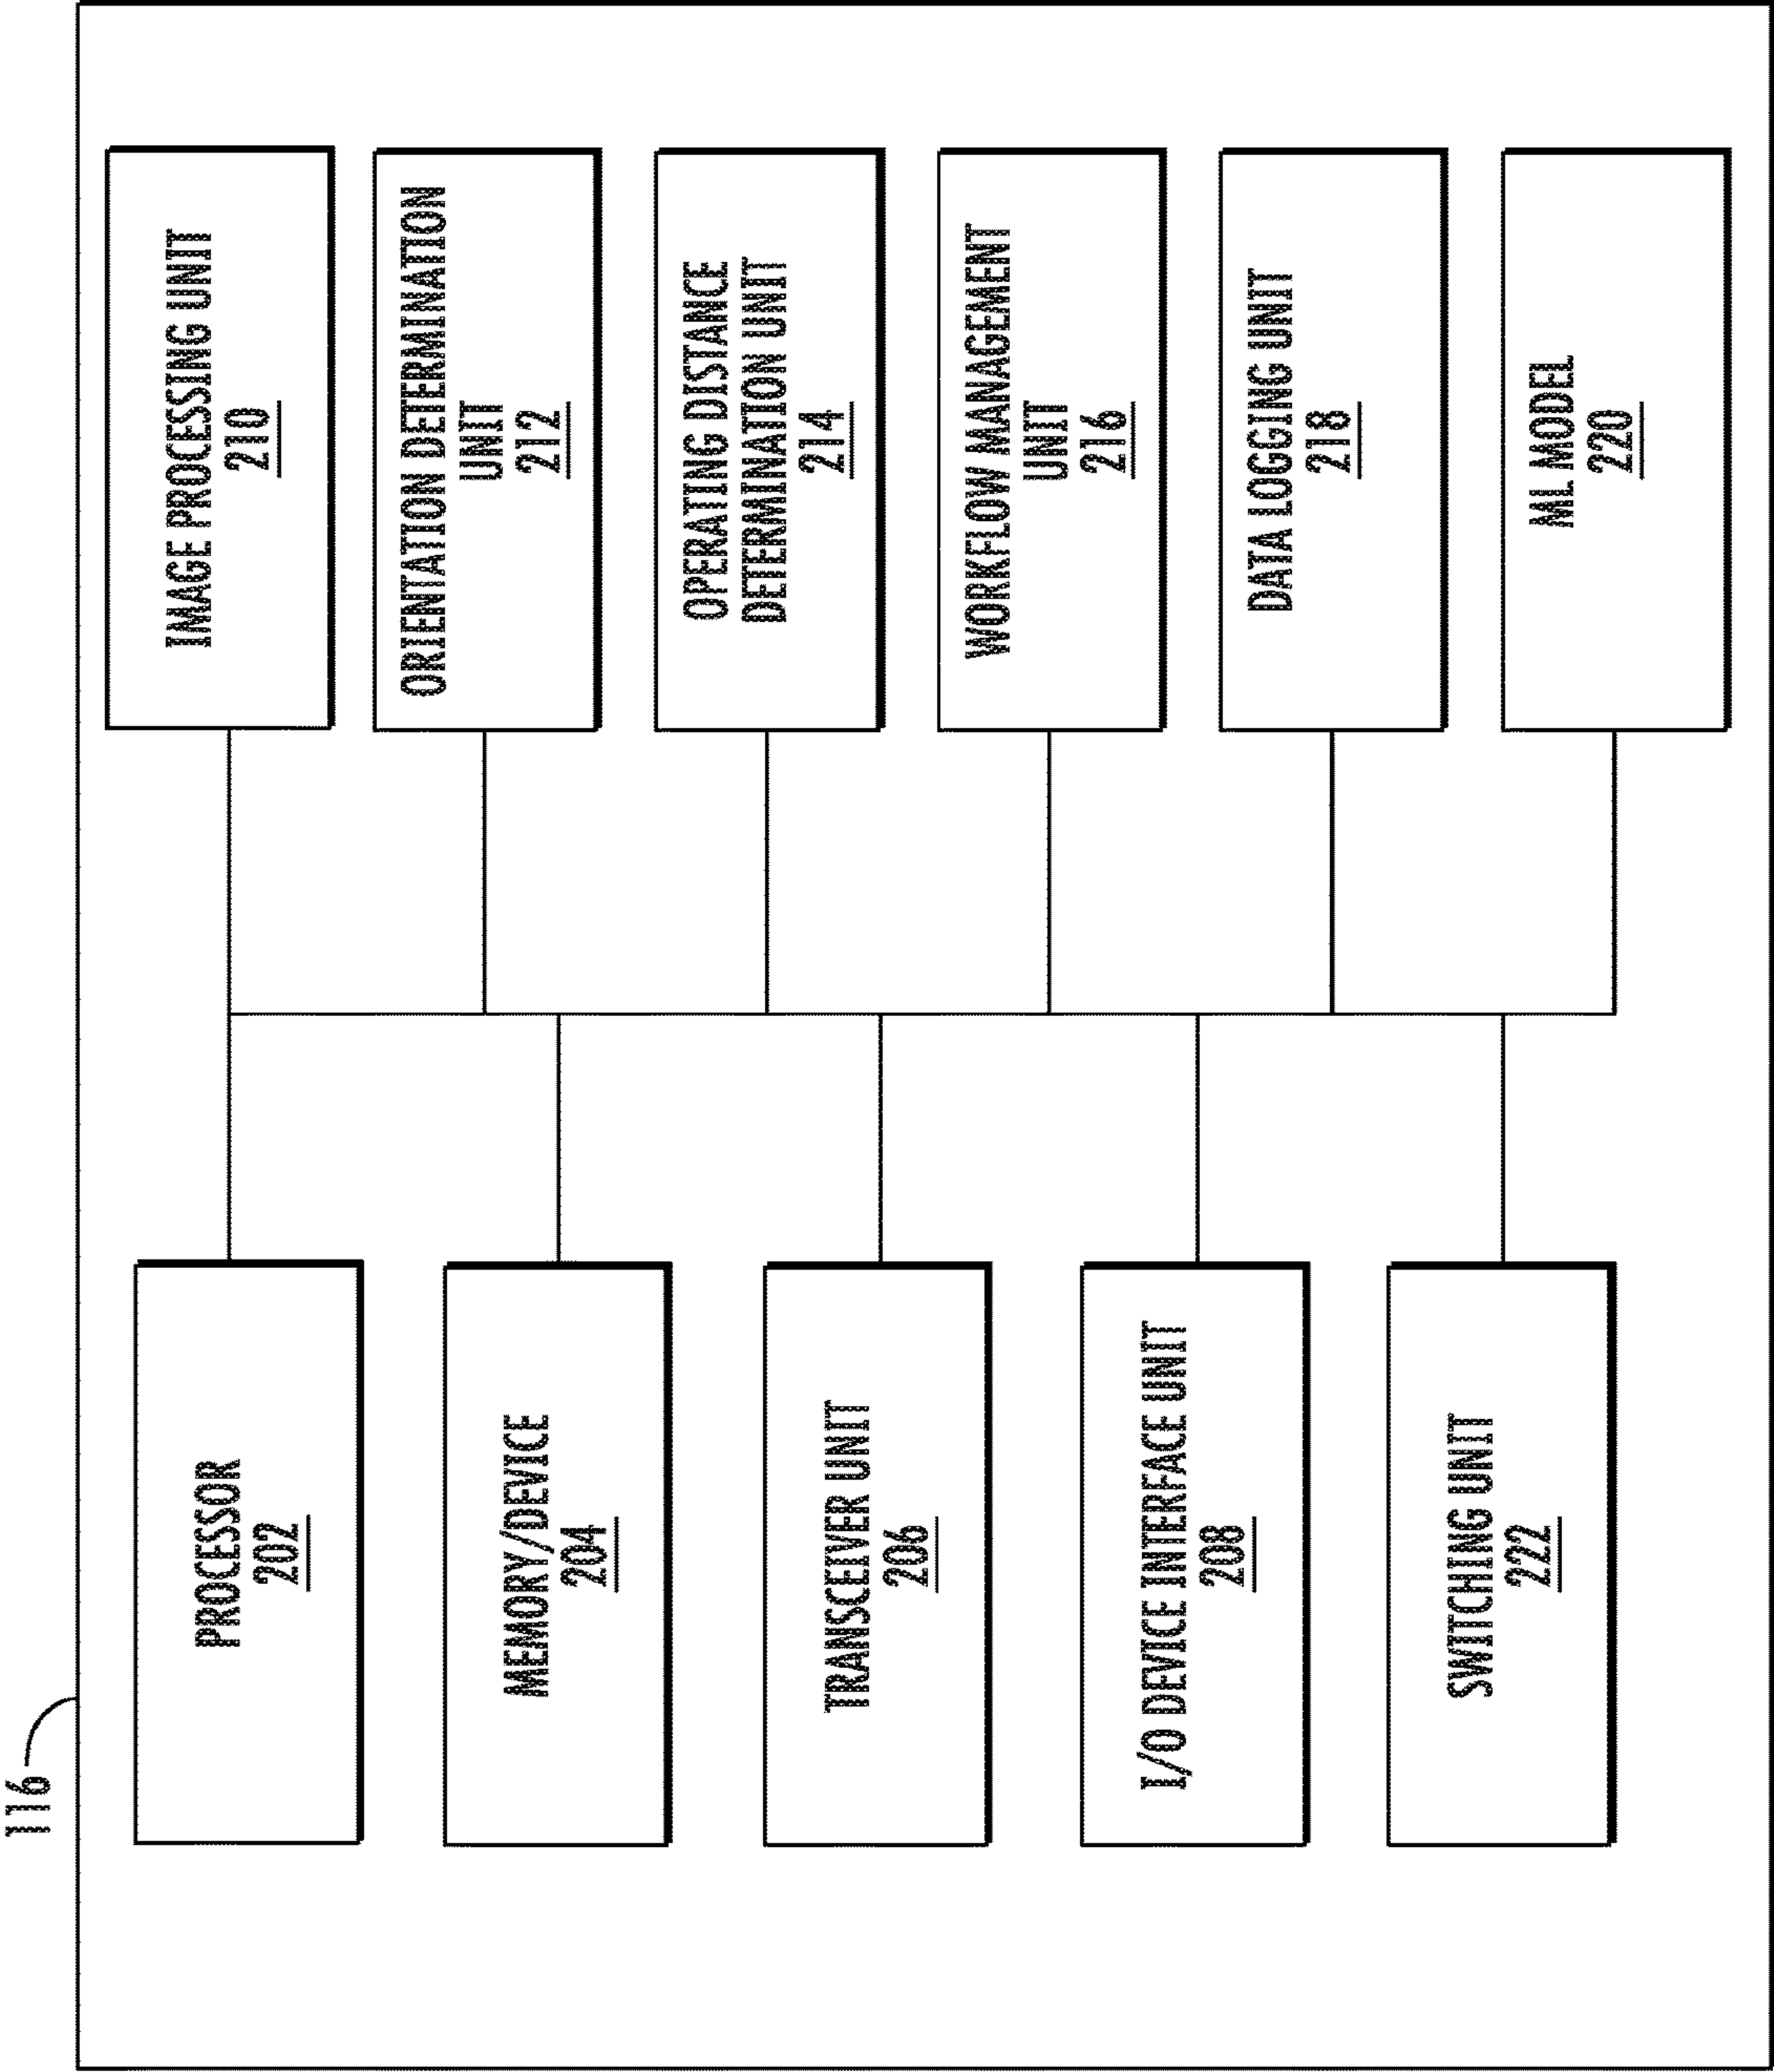 116
PROCESSOR
202
MEMORY/DEVICE
204
TRANSCEIVER UNIT
206
I/O DEVICE INTERFACE UNIT
208
SWITCHING UNIT
222
IMAGE PROCESSING UNIT
210
ORIENTATION DETERMINATION
UNIT
212
OPERATING DISTANCE
DETERMINATION UNIT
214
WORKFLOW MANAGEMENT
UNIT
216
DATA LOGGING UNIT
218
ML MODEL
220